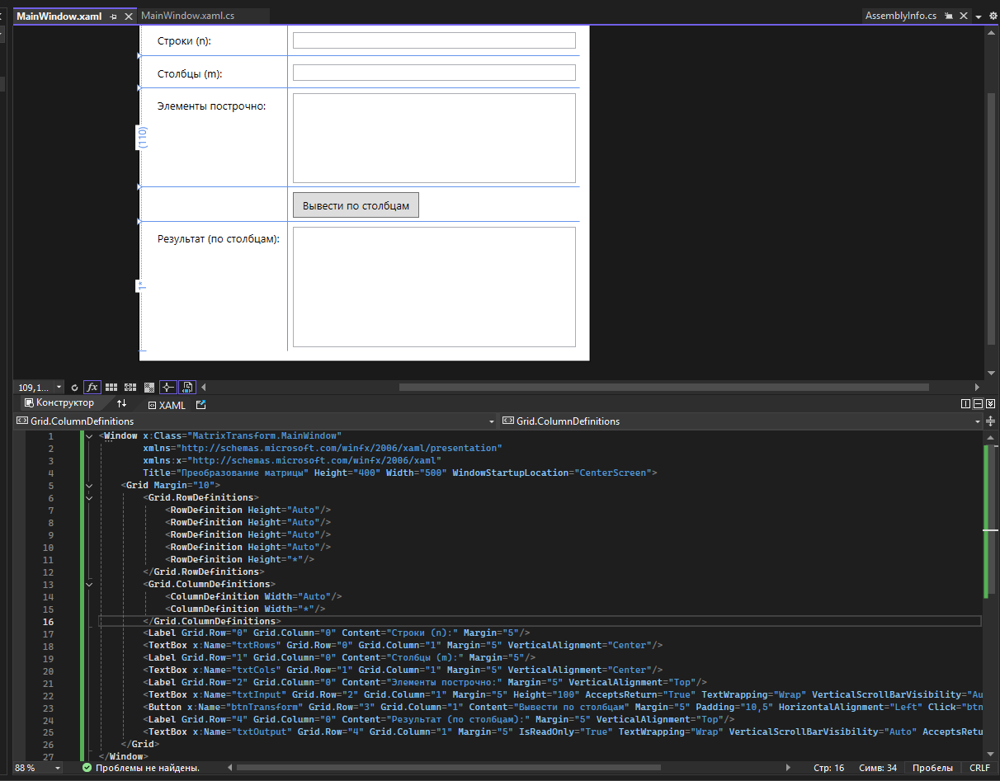 MainWindow.xaml
MainWindow.xaml.cs
AssemblyInfo.cs
Строки (n):
Столбцы (m):
Элементы построчно:
(110)
Вывести по столбцам
Результат (по столбцам):
1*
109,1...
fx
Конструктор
XAML
Grid.ColumnDefinitions
Grid.ColumnDefinitions
1 <Window x:Class="MatrixTransform.MainWindow"
2 xmlns="http://schemas.microsoft.com/winfx/2006/xaml/presentation"
3 xmlns:x="http://schemas.microsoft.com/winfx/2006/xaml"
4 Title="Преобразование матрицы" Height="400" Width="500" WindowStartupLocation="CenterScreen">
5 <Grid Margin="10">
6 <Grid.RowDefinitions>
7 <RowDefinition Height="Auto"/>
8 <RowDefinition Height="Auto"/>
9 <RowDefinition Height="Auto"/>
10 <RowDefinition Height="Auto"/>
11 <RowDefinition Height="*"/>
12 </Grid.RowDefinitions>
13 <Grid.ColumnDefinitions>
14 <ColumnDefinition Width="Auto"/>
15 <ColumnDefinition Width="*"/>
16 </Grid.ColumnDefinitions>
17 <Label Grid.Row="0" Grid.Column="0" Content="Строки (n):" Margin="5"/>
18 <TextBox x:Name="txtRows" Grid.Row="0" Grid.Column="1" Margin="5" VerticalAlignment="Center"/>
19 <Label Grid.Row="1" Grid.Column="0" Content="Столбцы (m):" Margin="5"/>
20 <TextBox x:Name="txtCols" Grid.Row="1" Grid.Column="1" Margin="5" VerticalAlignment="Center"/>
21 <Label Grid.Row="2" Grid.Column="0" Content="Элементы построчно:" Margin="5" VerticalAlignment="Top"/>
22 <TextBox x:Name="txtInput" Grid.Row="2" Grid.Column="1" Margin="5" Height="100" AcceptsReturn="True" TextWrapping="Wrap" VerticalScrollBarVisibility="Au
23 <Button x:Name="btnTransform" Grid.Row="3" Grid.Column="1" Content="Вывести по столбцам" Margin="5" Padding="10,5" HorizontalAlignment="Left" Click="btn
24 <Label Grid.Row="4" Grid.Column="0" Content="Результат (по столбцам):" Margin="5" VerticalAlignment="Top"/>
25 <TextBox x:Name="txtOutput" Grid.Row="4" Grid.Column="1" Margin="5" IsReadOnly="True" TextWrapping="Wrap" VerticalScrollBarVisibility="Auto" AcceptsRetu
26 </Grid>
27 </Window>
88 %
Проблемы не найдены.
Стр: 16
Симв: 34
Пробелы
CRLF